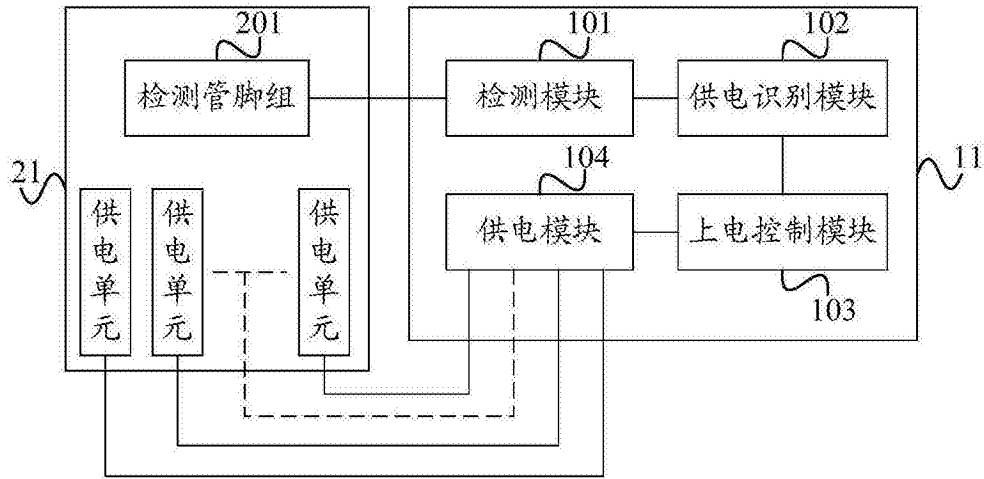 201
101
102
检测管脚组
检测模块
供电识别模块
21
11
104
供电单元
供电单元
供电单元
供电模块
上电控制模块
103